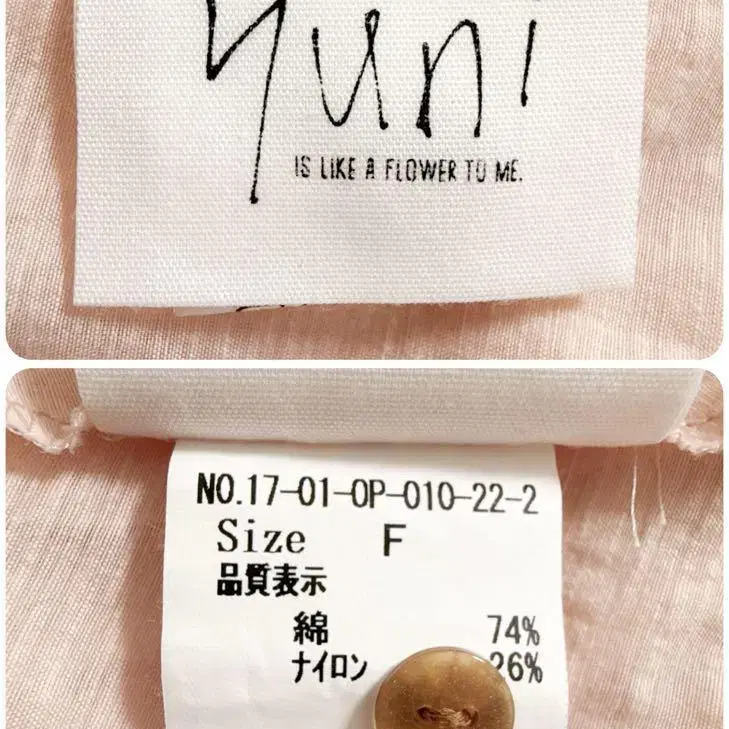 yuni
IS LIKE A FLOWER TO ME.
NO.17-01-OP-010-22-2
Size F
品質表示
綿 74%
ナイロン 26%